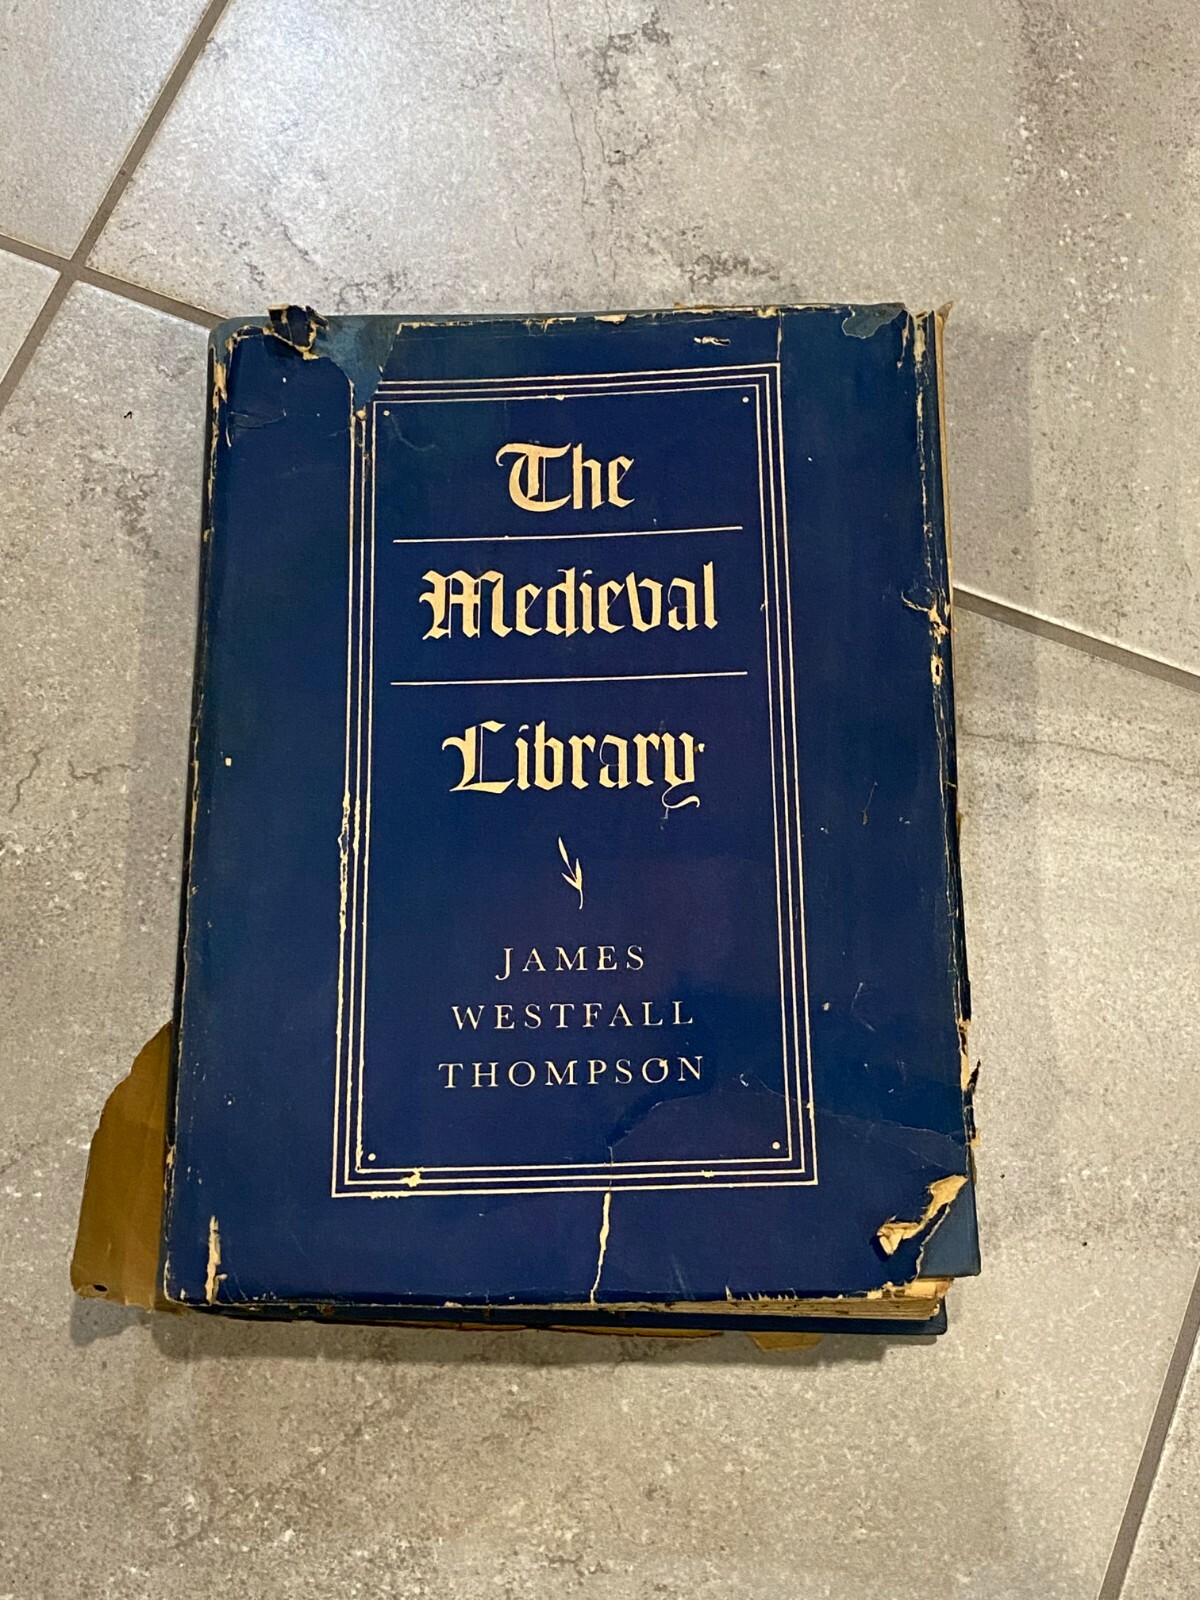 The
Medieval
Library
JAMES
WESTFALL
THOMPSON